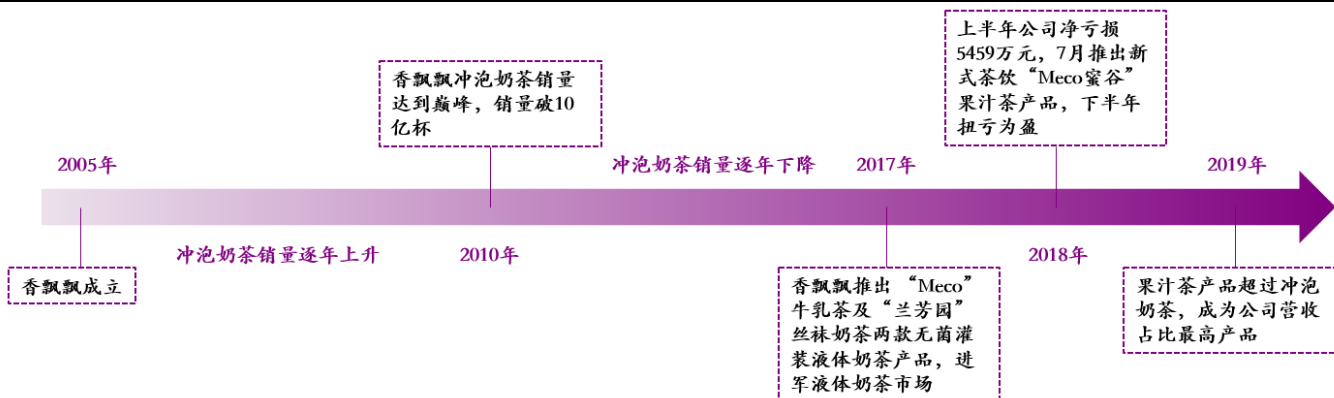 上半年公司净亏损
5459万元，7月推出新
式茶饮“Meco蜜谷”
果汁茶产品，下半年
扭亏为盈
香飘飘冲泡奶茶销量
达到巅峰，销量破10
亿杯
2005年
冲泡奶茶销量逐年下降
2017年
2019年
冲泡奶茶销量逐年上升
2010年
2018年
香飘飘成立
香飘飘推出 “Meco”
牛乳茶及“兰芳园”
丝袜奶茶两款无菌灌
装液体奶茶产品，进
军液体奶茶市场
果汁茶产品超过冲泡
奶茶，成为公司营收
占比最高产品